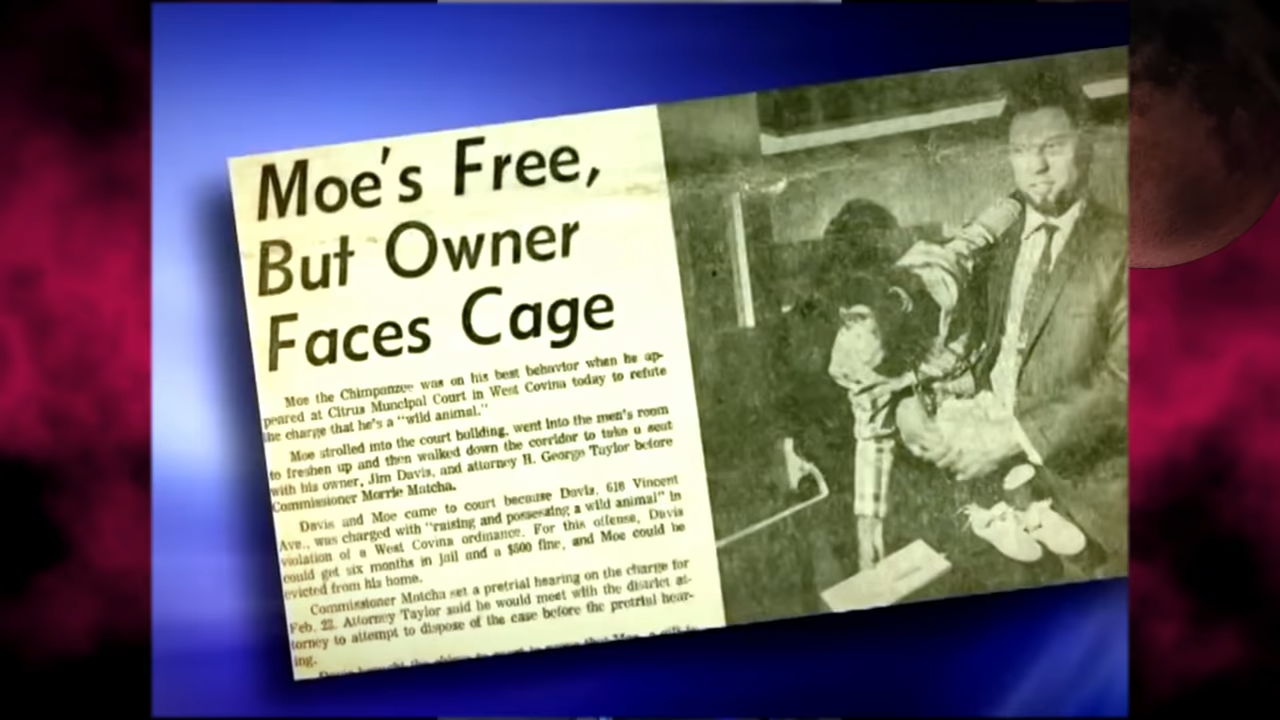 Moe's Free,
But Owner
Faces Cage
Moe the Chimpanzee was on his best behavior when he ap-
peared at Citrus Muncipal Court in West Covina today to refute
the charge that he's a "wild animal."
Moe strolled into the court building, went into the men's room
to freshen up and then walked down the corridor to take a seat
with his owner, Jim Davis, and attorney H. George Taylor before
Commissioner Morrie Matcha.
Davis and Moe came to court because Davis, 616 Vincent
Ave., was charged with "raising and possessing a wild animal" in
violation of a West Covina ordinance. For this offense, Davis
could get six months in jail and a $500 fine, and Moe could be
evicted from his home.
Commissioner Matcha set a pretrial hearing on the charge for
Feb. 23. Attorney Taylor said he would meet with the district at-
torney to attempt to dispose of the case before the pretrial hear-
ing.